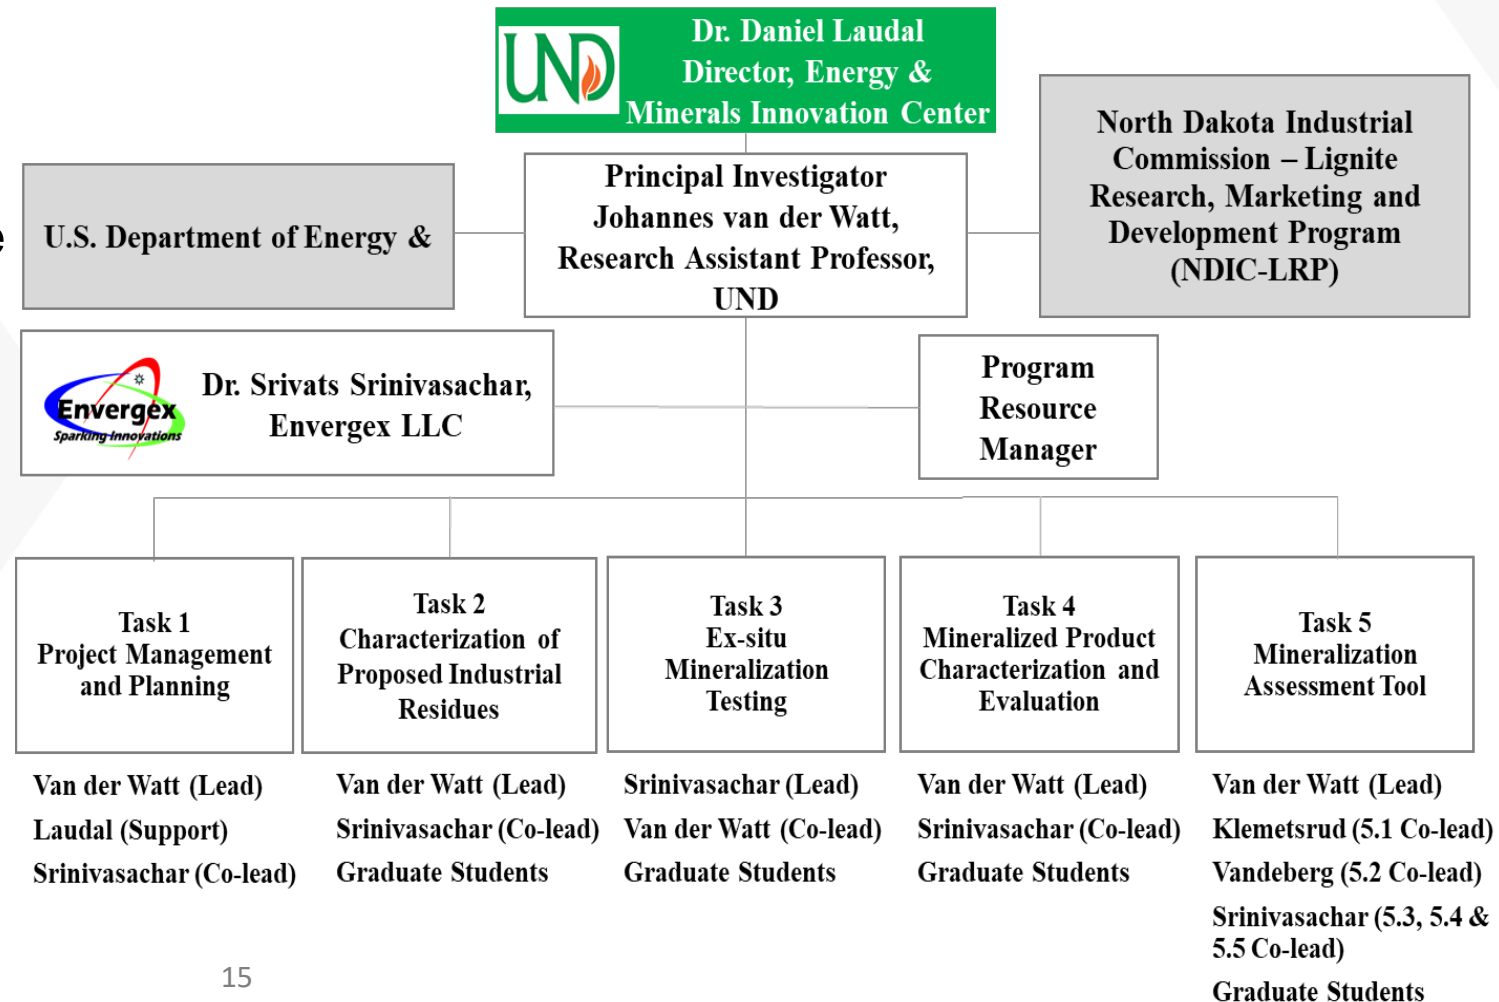 UND
Dr. Daniel Laudal
Director, Energy &
Minerals Innovation Center
North Dakota Industrial
Commission – Lignite
Research, Marketing and
Development Program
(NDIC-LRP)
Principal Investigator
Johannes van der Watt,
Research Assistant Professor,
UND
e
U.S. Department of Energy &
Envergex
Sparking Innovations
Dr. Srivats Srinivasachar,
Envergex LLC
Program
Resource
Manager
Task 1
Project Management
and Planning
Task 2
Characterization of
Proposed Industrial
Residues
Task 3
Ex-situ
Mineralization
Testing
Task 4
Mineralized Product
Characterization and
Evaluation
Task 5
Mineralization
Assessment Tool
Van der Watt (Lead)
Laudal (Support)
Srinivasachar (Co-lead)
Van der Watt (Lead)
Srinivasachar (Co-lead)
Graduate Students
Srinivasachar (Lead)
Van der Watt (Co-lead)
Graduate Students
Van der Watt (Lead)
Srinivasachar (Co-lead)
Graduate Students
Van der Watt (Lead)
Klemetsrud (5.1 Co-lead)
Vandeberg (5.2 Co-lead)
Srinivasachar (5.3, 5.4 &
5.5 Co-lead)
Graduate Students
15